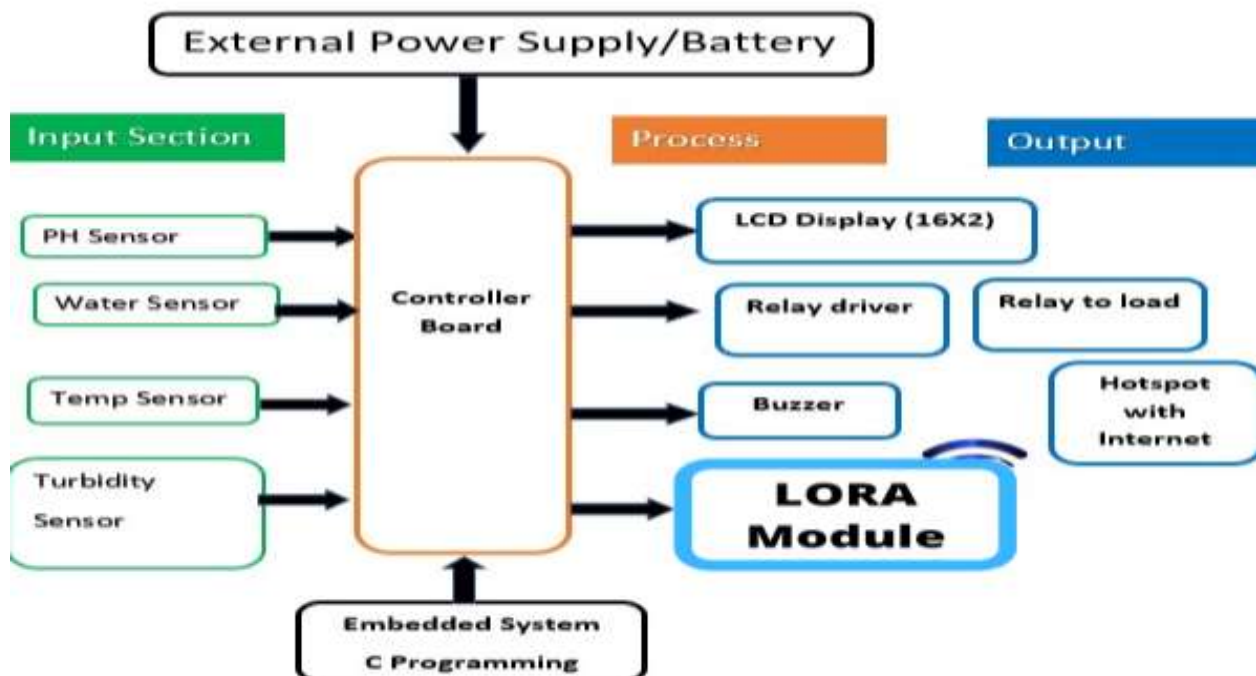 External Power Supply/Battery
Input Section
Process
Output
PH Sensor
LCD Display (16X2)
Water Sensor
Controller
Board
Relay driver
Relay to load
Temp Sensor
Buzzer
Hotspot
with
Internet
Turbidity
Sensor
LORA
Module
Embedded System
C Programming